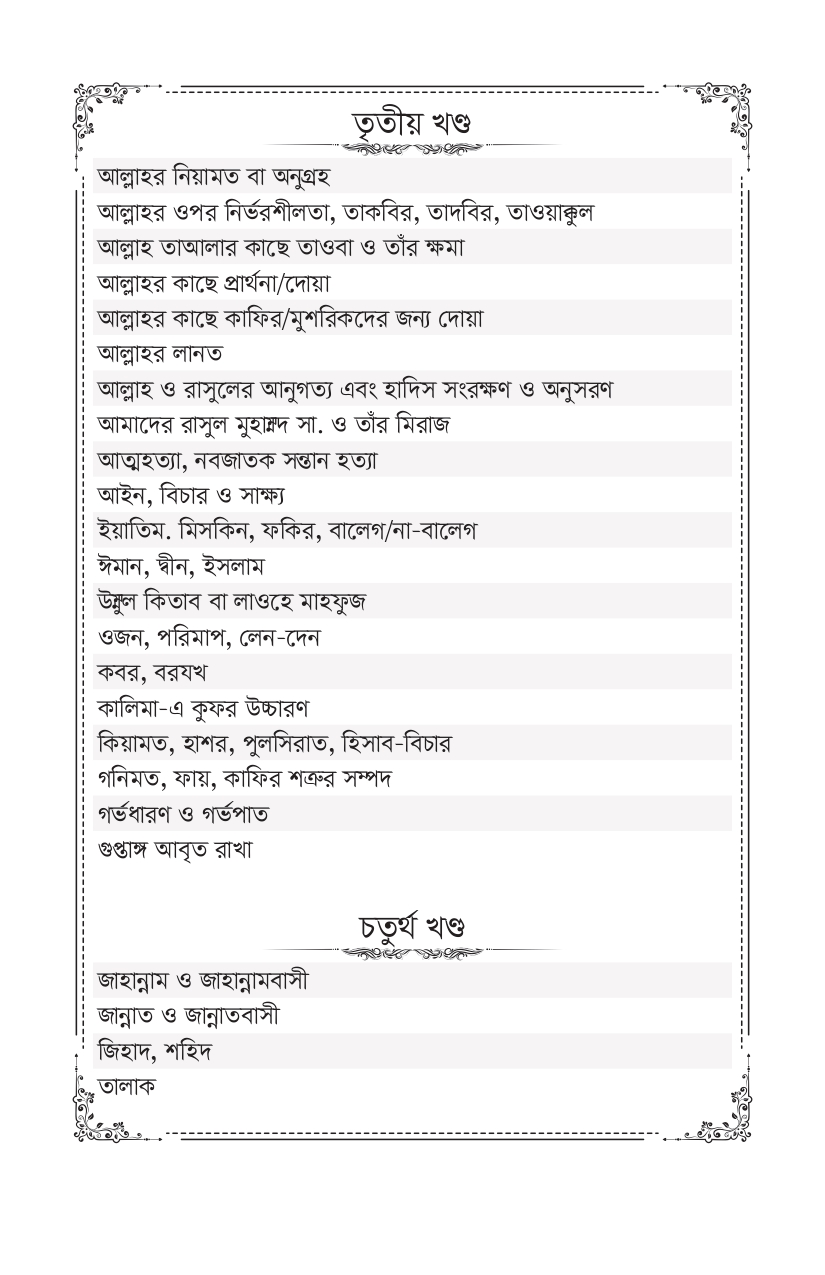 তৃতীয় খণ্ড
আল্লাহর নিয়ামত বা অনুগ্রহ
আল্লাহর ওপর নির্ভরশীলতা, তাকবির, তাদবির, তাওয়াক্কুল
আল্লাহ তাআলার কাছে তাওবা ও তাঁর ক্ষমা
আল্লাহর কাছে প্রার্থনা/দোয়া
আল্লাহর কাছে কাফির/মুশরিকদের জন্য দোয়া
আল্লাহর লানত
আল্লাহ ও রাসুলের আনুগত্য এবং হাদিস সংরক্ষণ ও অনুসরণ
আমাদের রাসুল মুহাম্মদ সা. ও তাঁর মিরাজ
আত্মহত্যা, নবজাতক সন্তান হত্যা
আইন, বিচার ও সাক্ষ্য
ইয়াতিম. মিসকিন, ফকির, বালেগ/না-বালেগ
ঈমান, দ্বীন, ইসলাম
উম্মুল কিতাব বা লাওহে মাহফুজ
ওজন, পরিমাপ, লেন-দেন
কবর, বরযখ
কালিমা-এ কুফর উচ্চারণ
কিয়ামত, হাশর, পুলসিরাত, হিসাব-বিচার
গনিমত, ফায়, কাফির শত্রুর সম্পদ
গর্ভধারণ ও গর্ভপাত
গুপ্তাঙ্গ আবৃত রাখা
চতুর্থ খণ্ড
জাহান্নাম ও জাহান্নামবাসী
জান্নাত ও জান্নাতবাসী
জিহাদ, শহিদ
তালাক